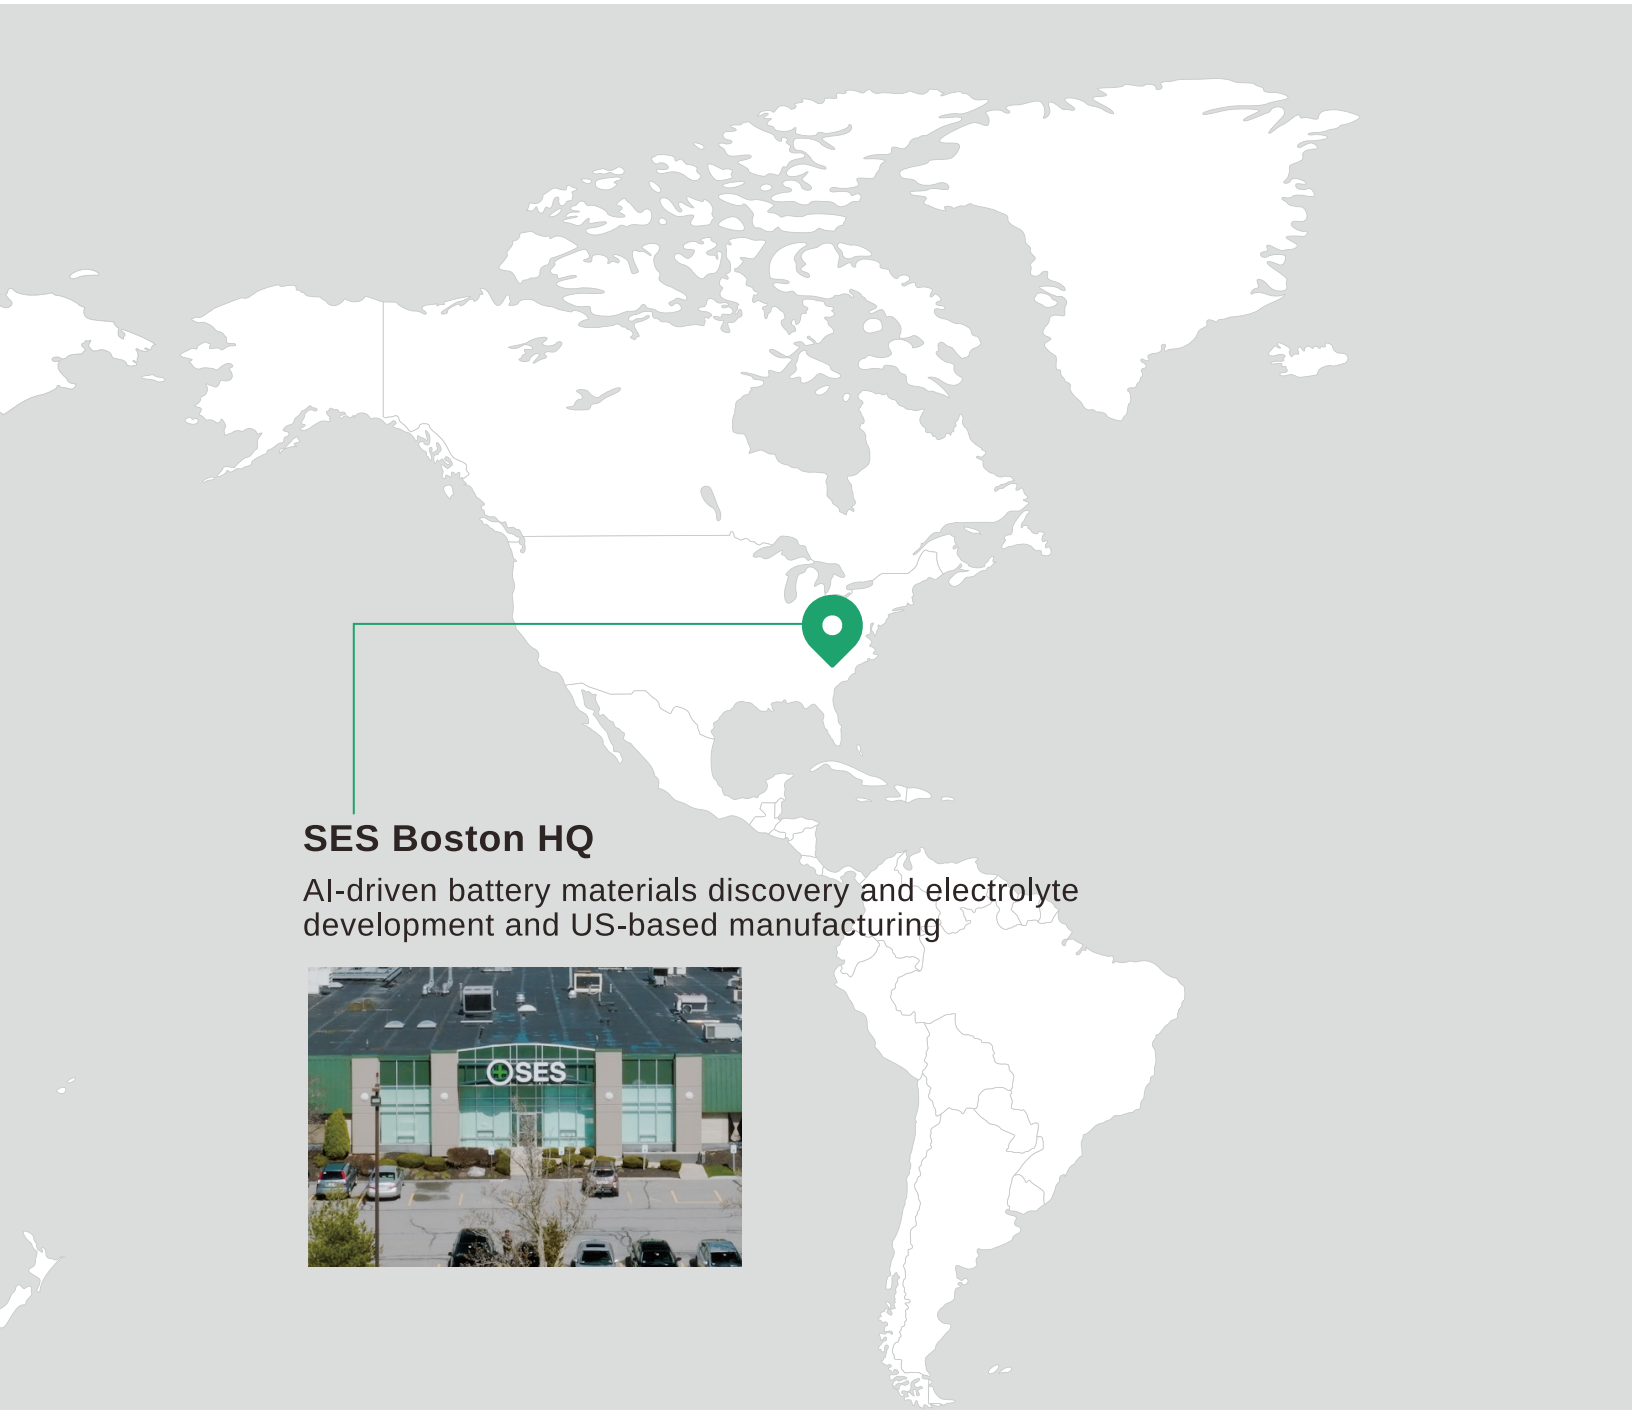 SES Boston HQ
AI-driven battery materials discovery and electrolyte
development and US-based manufacturing
SES